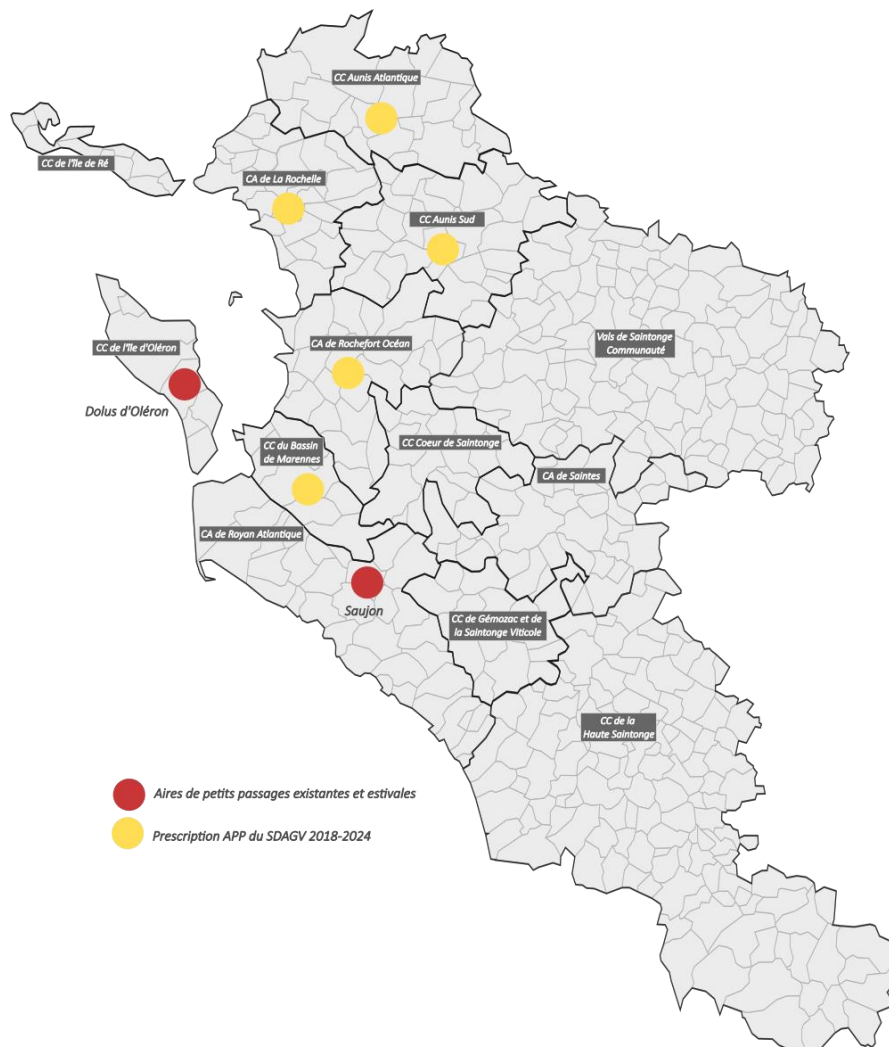 CC Aunis Atlantique
CC de l'île de Ré
CA de La Rochelle
CC Aunis Sud
Vals de Saintonge
Communauté
CC de l'île d'Oléron
CA de Rochefort Océan
Dolus d'Oléron
CC du Bassin
de Marennes
CC Coeur de Saintonge
CA de Saintes
CA de Royan Atlantique
Saujon
CC de Gémozac et de
la Saintonge Viticole
CC de la
Haute Saintonge
Aires de petits passages existantes et estivales
Prescription APP du SDAGV 2018-2024